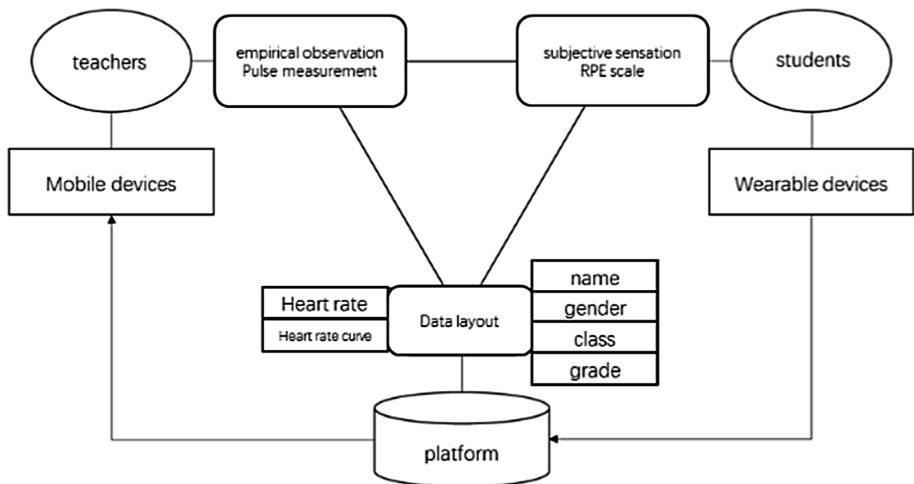 teachers
empirical observation
Pulse measurement
subjective sensation
RPE scale
students
Mobile devices
Wearable devices
Heart rate
Heart rate curve
Data layout
name
gender
class
grade
platform